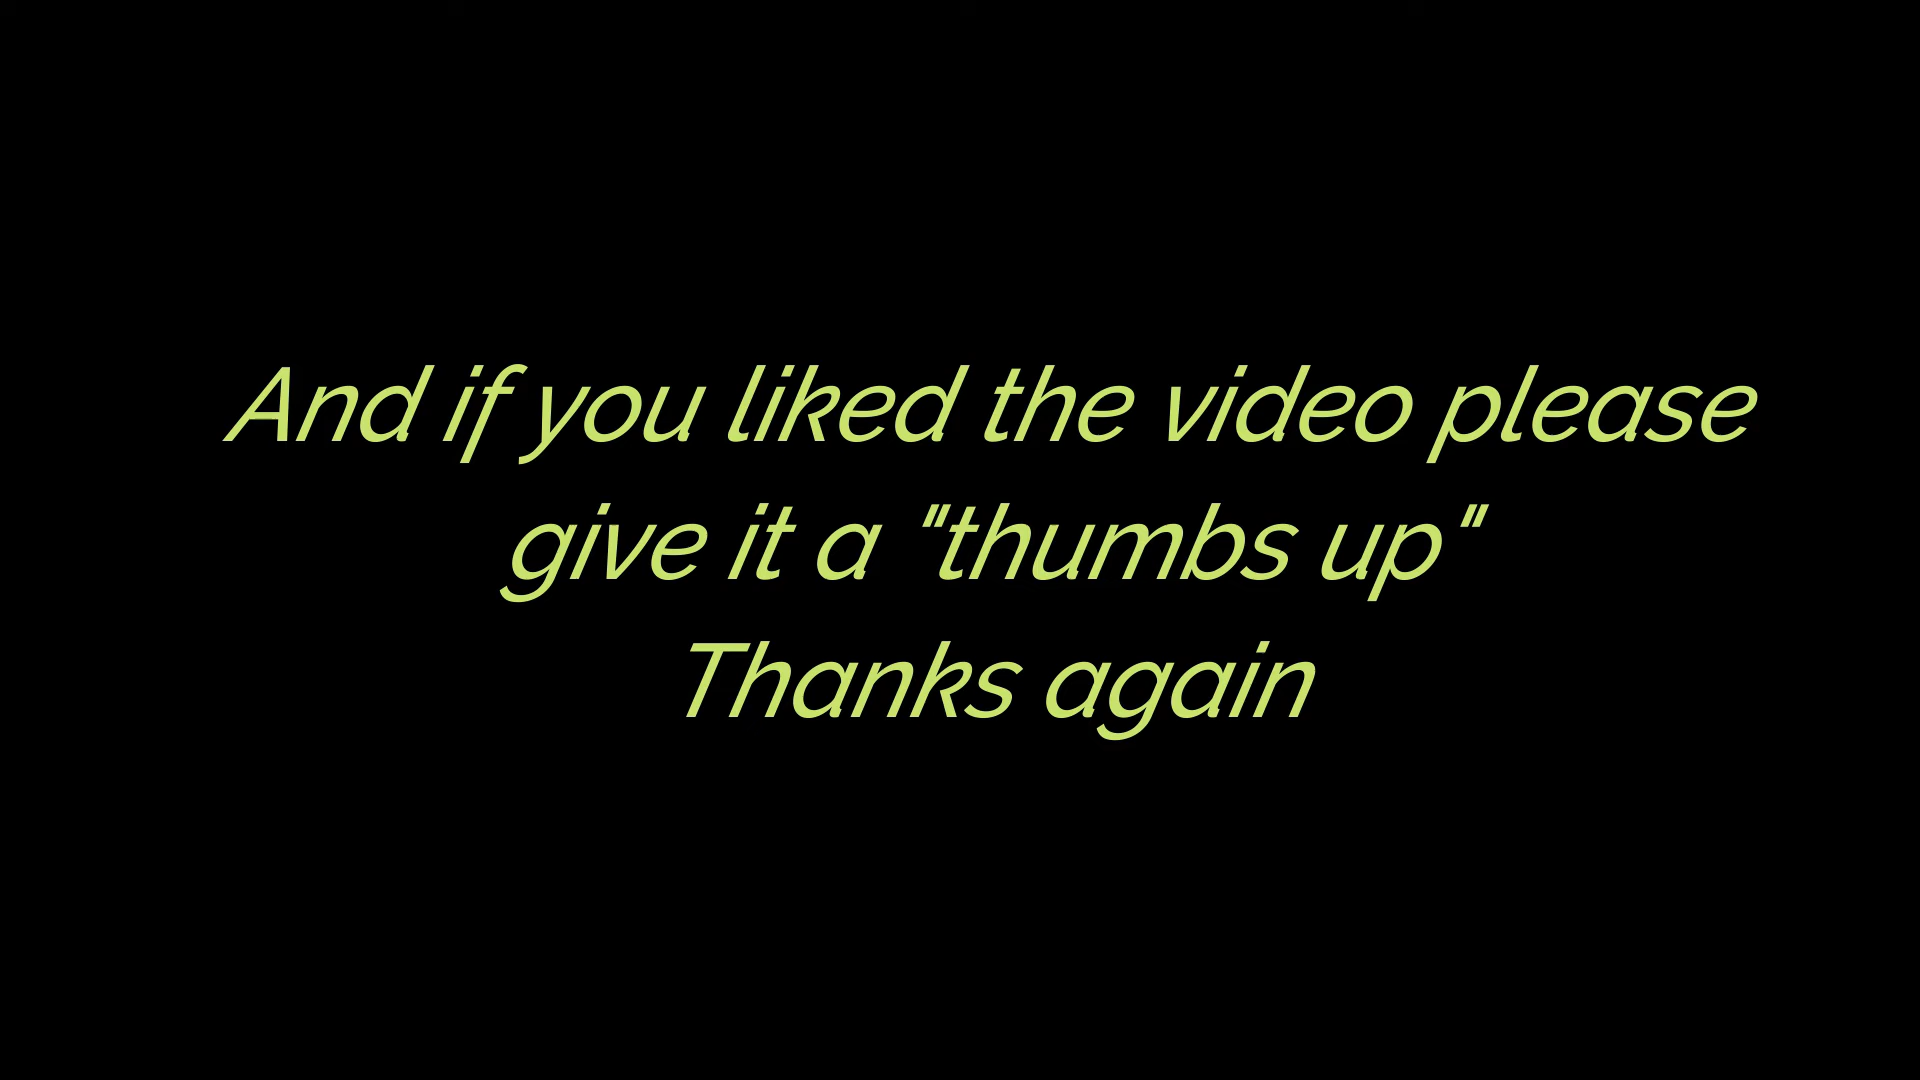 And if you liked the video please
give it a "thumbs up"
Thanks again